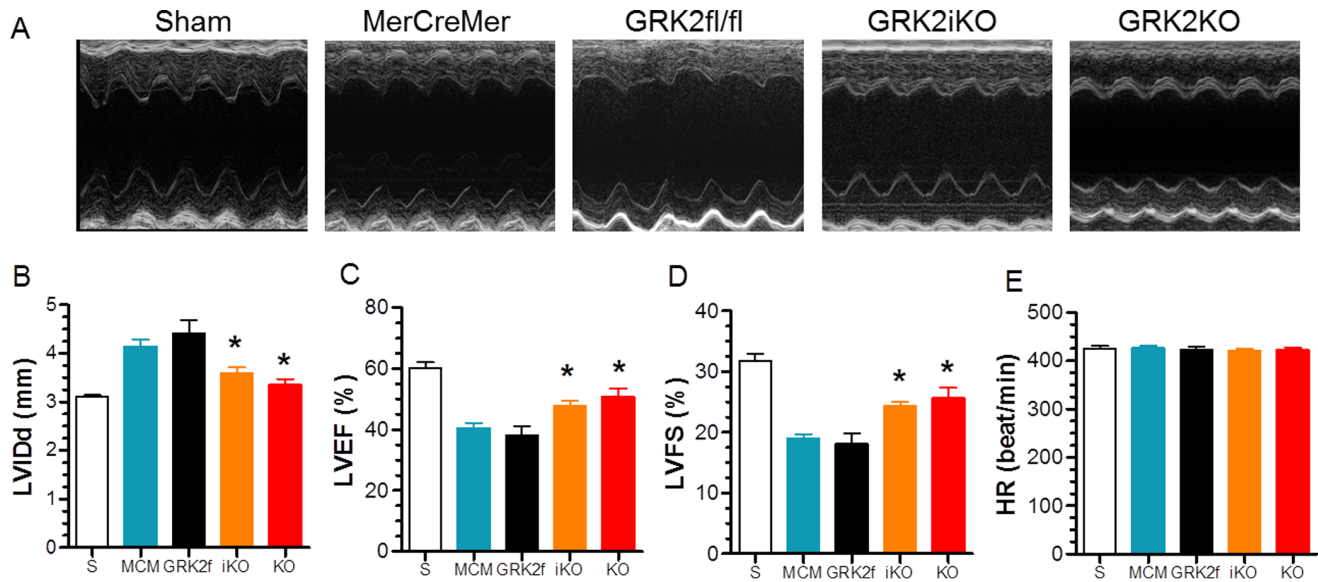 A
Sham
MerCreMer
GRK2fl/fl
GRK2iKO
GRK2KO
B
LVIDd (mm)
5
4
3
2
1
0
S
MCM
GRK2f
iKO
KO
*
*
C
LVEF (%)
80
60
40
20
0
S
MCM
GRK2f
iKO
KO
*
*
D
LVFS (%)
40
30
20
10
0
S
MCM
GRK2f
iKO
KO
*
*
E
HR (beat/min)
500
400
300
200
100
0
S
MCM
GRK2f
iKO
KO